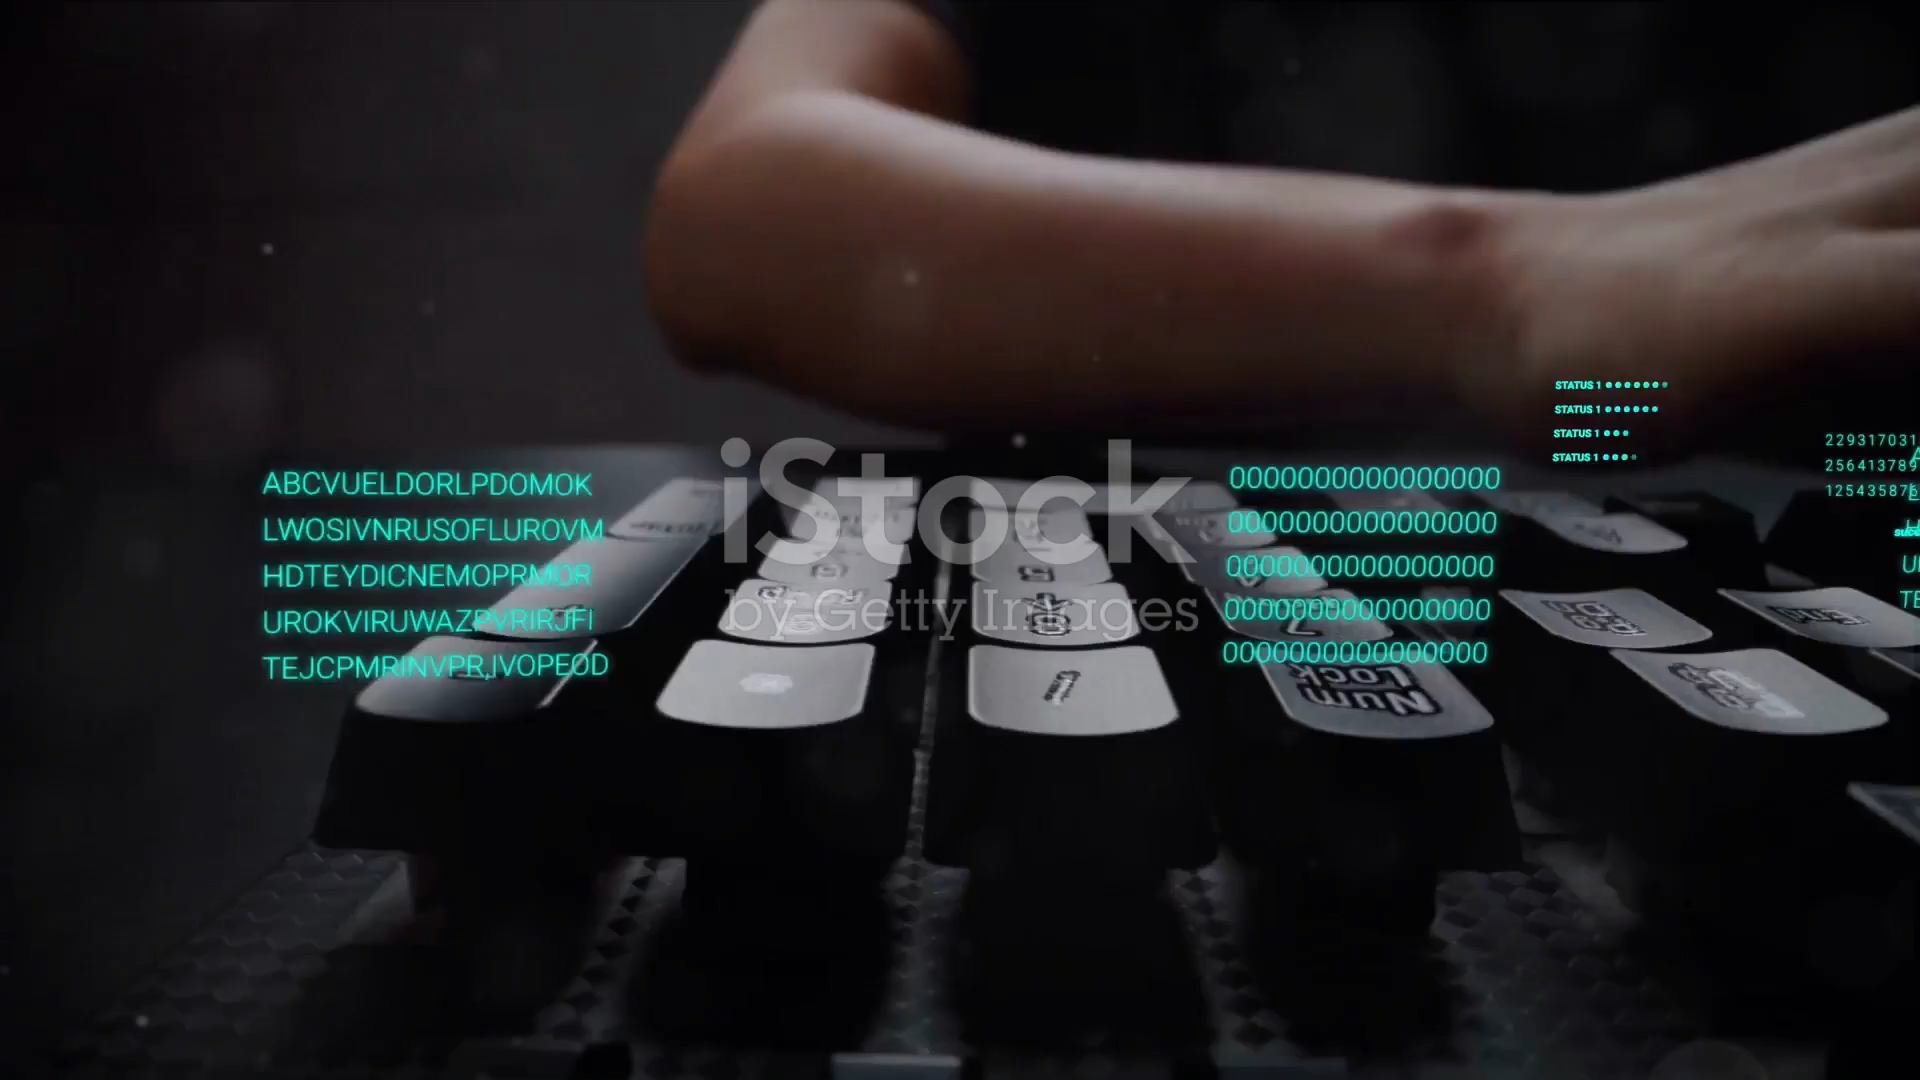 STATUS 1
STATUS 1
STATUS 1
STATUS 1
229317031
256413789
125435876
ABCVUELDORLPDOMOK
LWOSIVNRUSOFLUROVM
HDTEYDICNEMOPRMOR
UROKVIRUWAZPVRIRJFI
TEJCPMRINVPR,IVOPEOD
iStock
by Getty Images
0000000000000000
0000000000000000
0000000000000000
0000000000000000
0000000000000000
Num
Lock